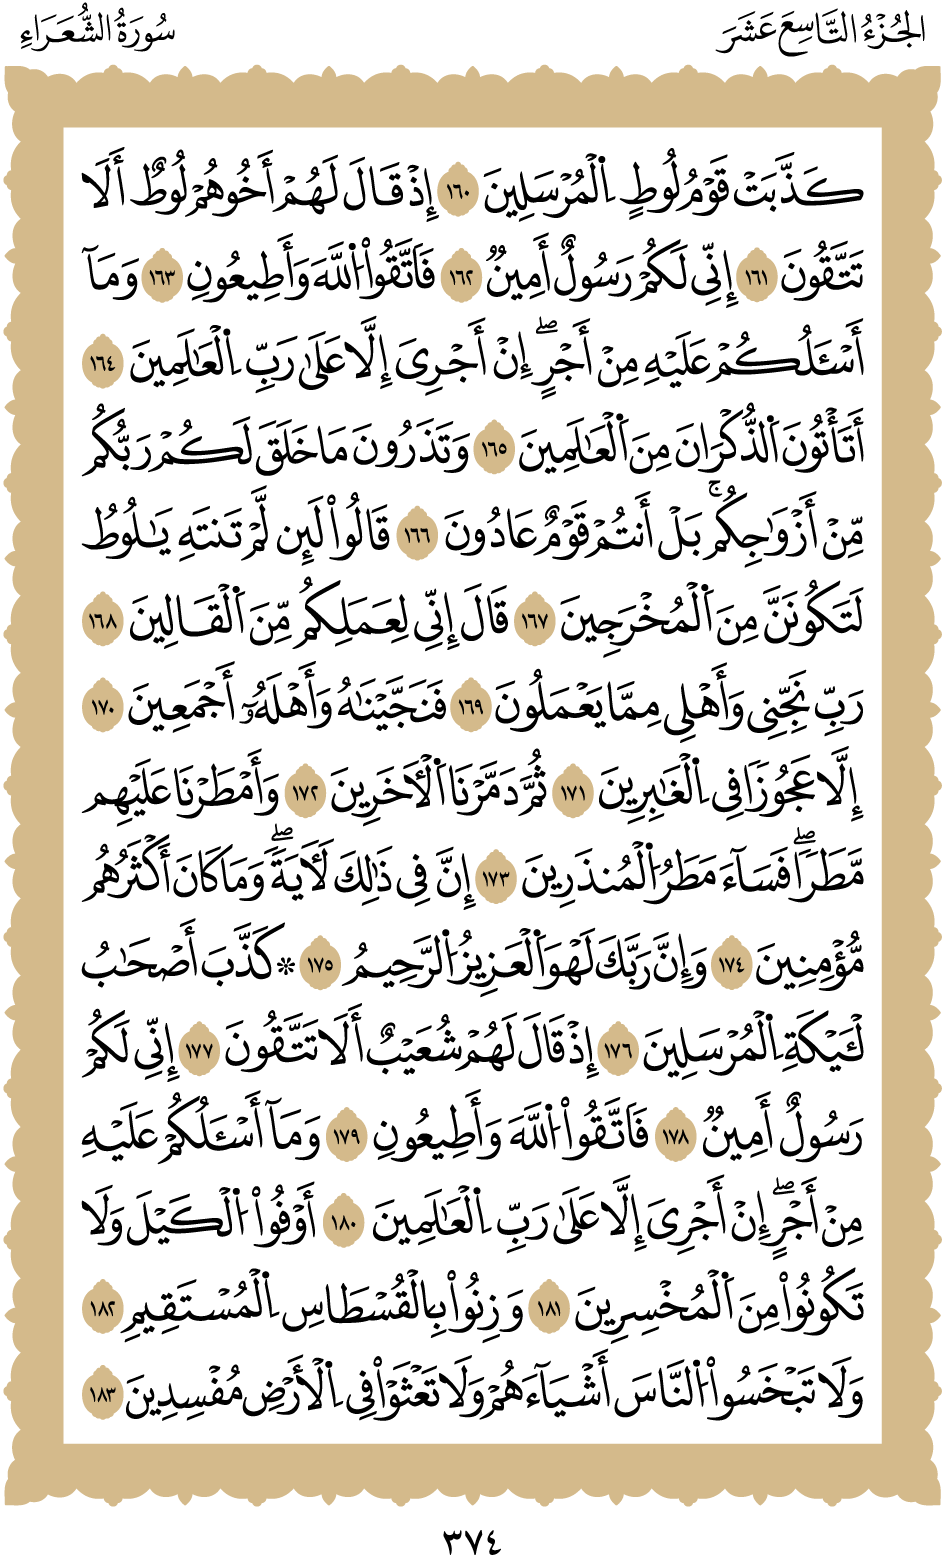 الجُزْءُ التَّاسِعَ عَشَرَ
سُورَةُ الشُّعَرَاءِ
كَذَّبَتْ قَوْمُ لُوطٍ ٱلْمُرْسَلِينَ ١٦٠ إِذْ قَالَ لَهُمْ أَخُوهُمْ لُوطٌ أَلَا
تَتَّقُونَ ١٦١ إِنِّى لَكُمْ رَسُولٌ أَمِينٌ ١٦٢ فَٱتَّقُوا۟ ٱللَّهَ وَأَطِيعُونِ ١٦٣ وَمَآ
أَسْـَٔلُكُمْ عَلَيْهِ مِنْ أَجْرٍ ۖ إِنْ أَجْرِىَ إِلَّا عَلَىٰ رَبِّ ٱلْعَـٰلَمِينَ ١٦٤
أَتَأْتُونَ ٱلذُّكْرَانَ مِنَ ٱلْعَـٰلَمِينَ ١٦٥ وَتَذَرُونَ مَا خَلَقَ لَكُمْ رَبُّكُم
مِّنْ أَزْوَٰجِكُم ۚ بَلْ أَنتُمْ قَوْمٌ عَادُونَ ١٦٦ قَالُوا۟ لَئِن لَّمْ تَنتَهِ يَـٰلُوطُ
لَتَكُونَنَّ مِنَ ٱلْمُخْرَجِينَ ١٦٧ قَالَ إِنِّى لِعَمَلِكُم مِّنَ ٱلْقَالِينَ ١٦٨
رَبِّ نَجِّنِى وَأَهْلِى مِمَّا يَعْمَلُونَ ١٦٩ فَنَجَّيْنَـٰهُ وَأَهْلَهُۥٓ أَجْمَعِينَ ١٧٠
إِلَّا عَجُوزًا فِى ٱلْغَـٰبِرِينَ ١٧١ ثُمَّ دَمَّرْنَا ٱلْـَٔاخَرِينَ ١٧٢ وَأَمْطَرْنَا عَلَيْهِم
مَّطَرًا ۖ فَسَآءَ مَطَرُ ٱلْمُنذَرِينَ ١٧٣ إِنَّ فِى ذَٰلِكَ لَـَٔايَةً ۖ وَمَا كَانَ أَكْثَرُهُم
مُّؤْمِنِينَ ١٧٤ وَإِنَّ رَبَّكَ لَهُوَ ٱلْعَزِيزُ ٱلرَّحِيمُ ١٧٥ * كَذَّبَ أَصْحَـٰبُ
لْـَٔيْكَةِ ٱلْمُرْسَلِينَ ١٧٦ إِذْ قَالَ لَهُمْ شُعَيْبٌ أَلَا تَتَّقُونَ ١٧٧ إِنِّى لَكُمْ
رَسُولٌ أَمِينٌ ١٧٨ فَٱتَّقُوا۟ ٱللَّهَ وَأَطِيعُونِ ١٧٩ وَمَآ أَسْـَٔلُكُمْ عَلَيْهِ
مِنْ أَجْرٍ ۖ إِنْ أَجْرِىَ إِلَّا عَلَىٰ رَبِّ ٱلْعَـٰلَمِينَ ١٨٠ أَوْفُوا۟ ٱلْكَيْلَ وَلَا
تَكُونُوا۟ مِنَ ٱلْمُخْسِرِينَ ١٨١ وَزِنُوا۟ بِٱلْقُسْطَاسِ ٱلْمُسْتَقِيمِ ١٨٢
وَلَا تَبْخَسُوا۟ ٱلنَّاسَ أَشْيَآءَهُمْ وَلَا تَعْثَوْا۟ فِى ٱلْأَرْضِ مُفْسِدِينَ ١٨٣
٣٧٤